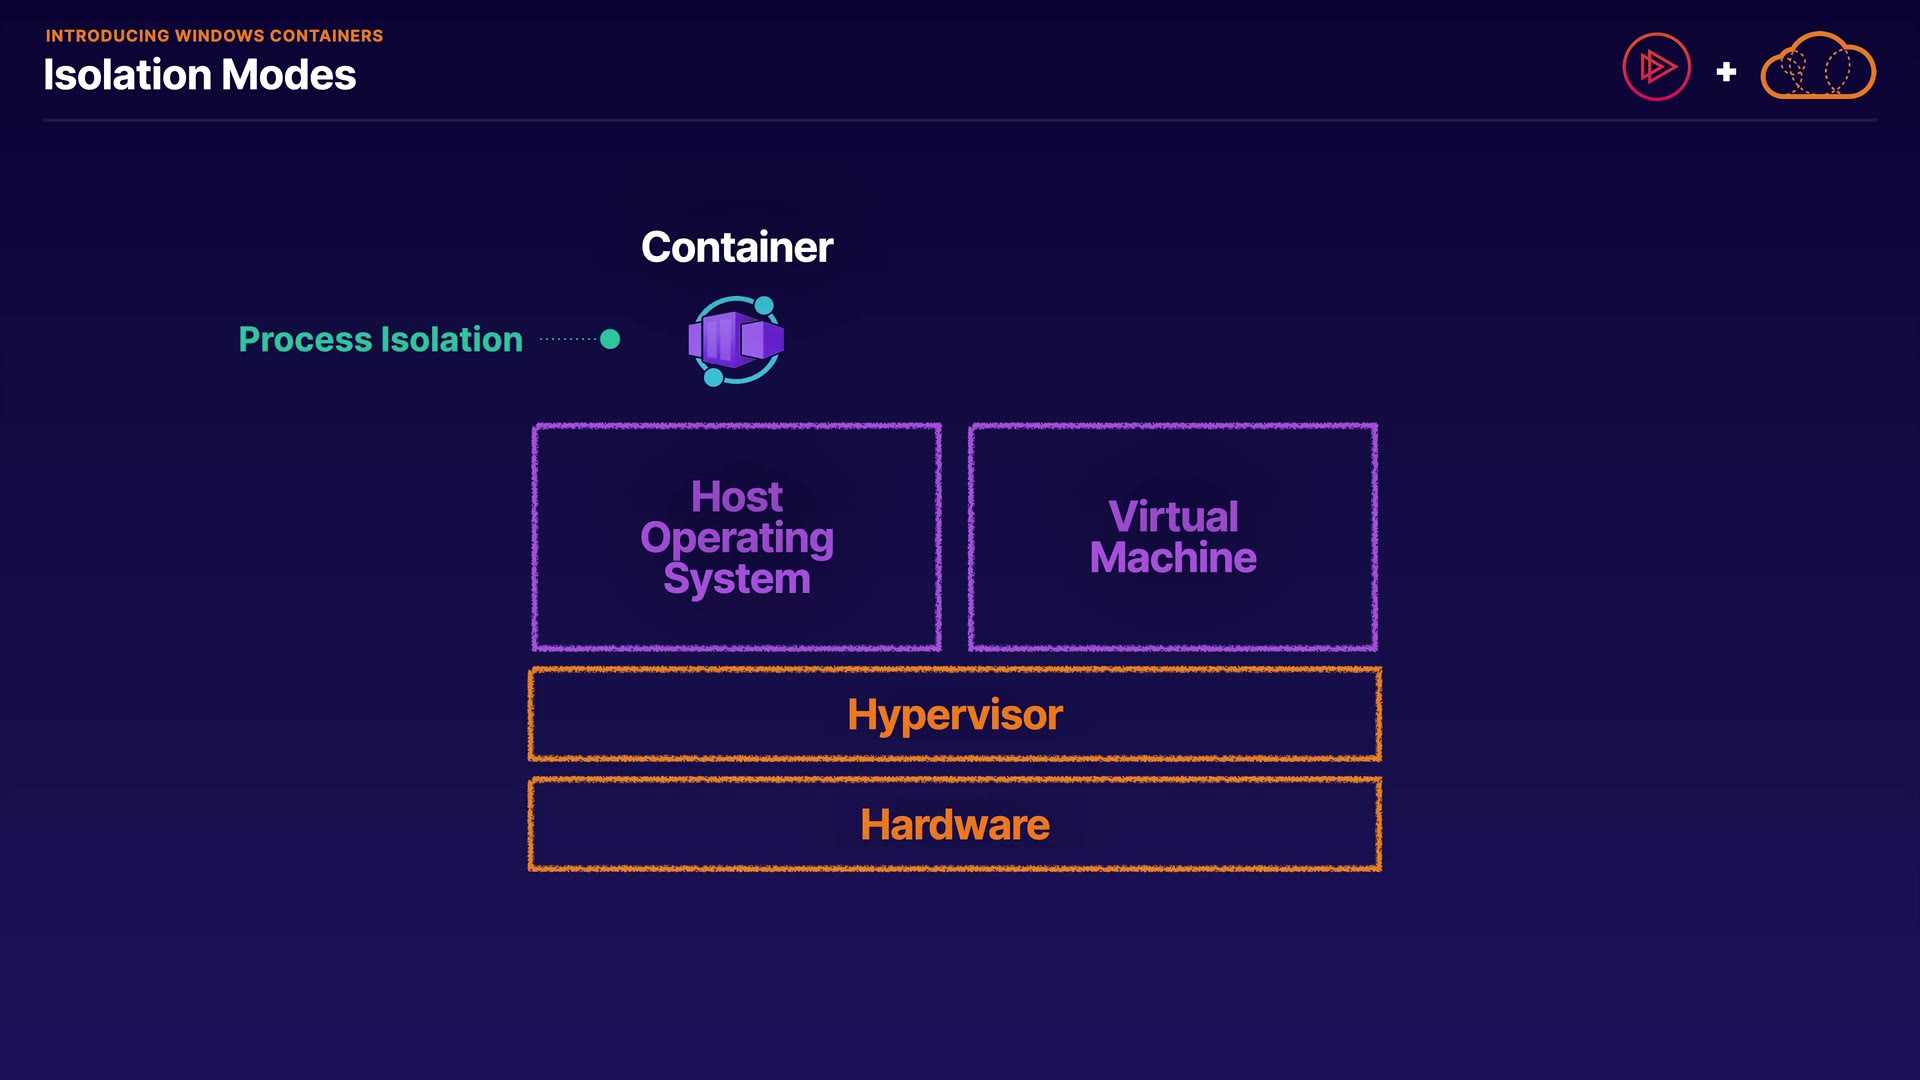 INTRODUCING WINDOWS CONTAINERS
Isolation Modes
+
Container
Process Isolation
Host
Operating
System
Virtual
Machine
Hypervisor
Hardware